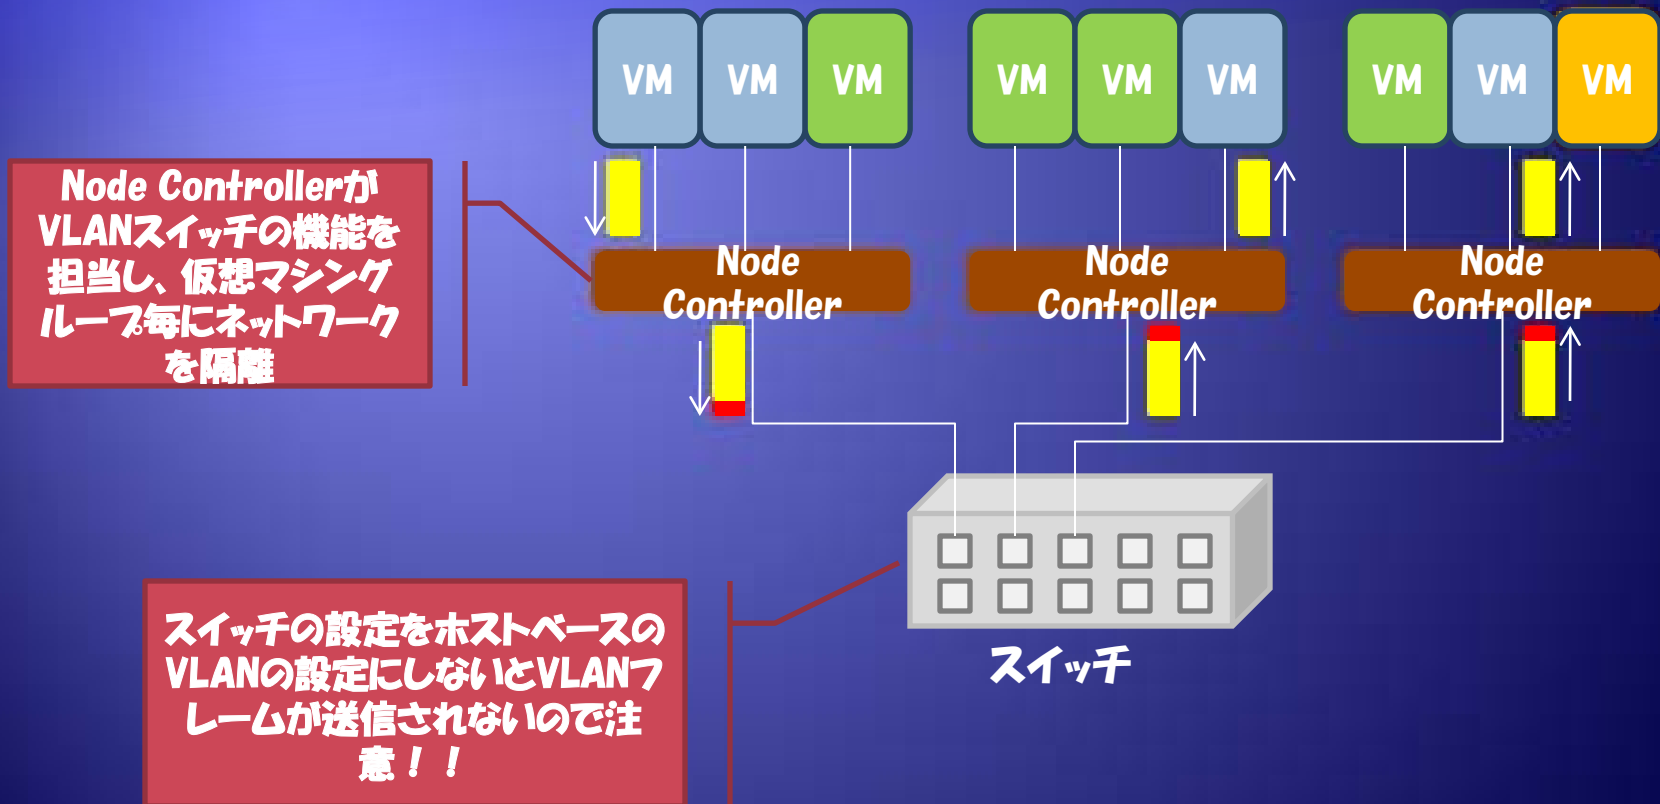 VM VM VM VM VM VM VM VM VM
Node Controllerが
VLANスイッチの機能を
担当し、仮想マシング
ループ毎にネットワーク
を隔離
Node
Controller
Node
Controller
Node
Controller
スイッチ
スイッチの設定をホストベースの
VLANの設定にしないとVLANフ
レームが送信されないので注
意！！